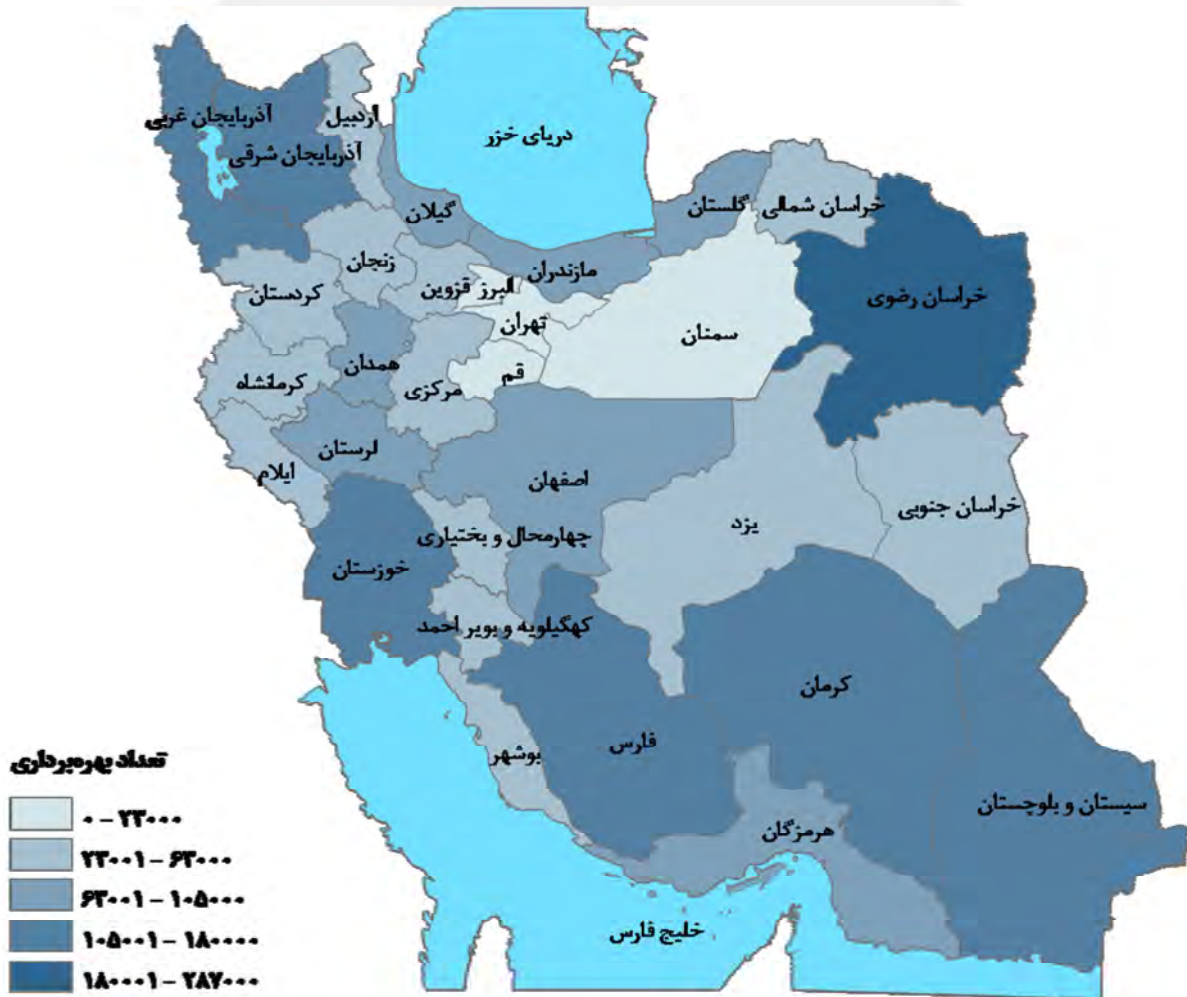 دریای خزر
آذربایجان غربی
اردبیل
آذربایجان شرقی
گیلان
گلستان
خراسان شمالی
زنجان
مازندران
کردستان
قزوین
البرز
خراسان رضوی
تهران
سمنان
همدان
قم
کرمانشاه
مرکزی
لرستان
ایلام
اصفهان
یزد
خراسان جنوبی
چهارمحال و بختیاری
خوزستان
کهگیلویه و بویر احمد
کرمان
فارس
بوشهر
سیستان و بلوچستان
هرمزگان
خلیج فارس
تعداد بهره‌برداری
۰ - ۲۳۰۰۰
۲۳۰۰۱ - ۶۳۰۰۰
۶۳۰۰۱ - ۱۰۵۰۰۰
۱۰۵۰۰۱ - ۱۸۰۰۰۰
۱۸۰۰۰۱ - ۲۸۷۰۰۰